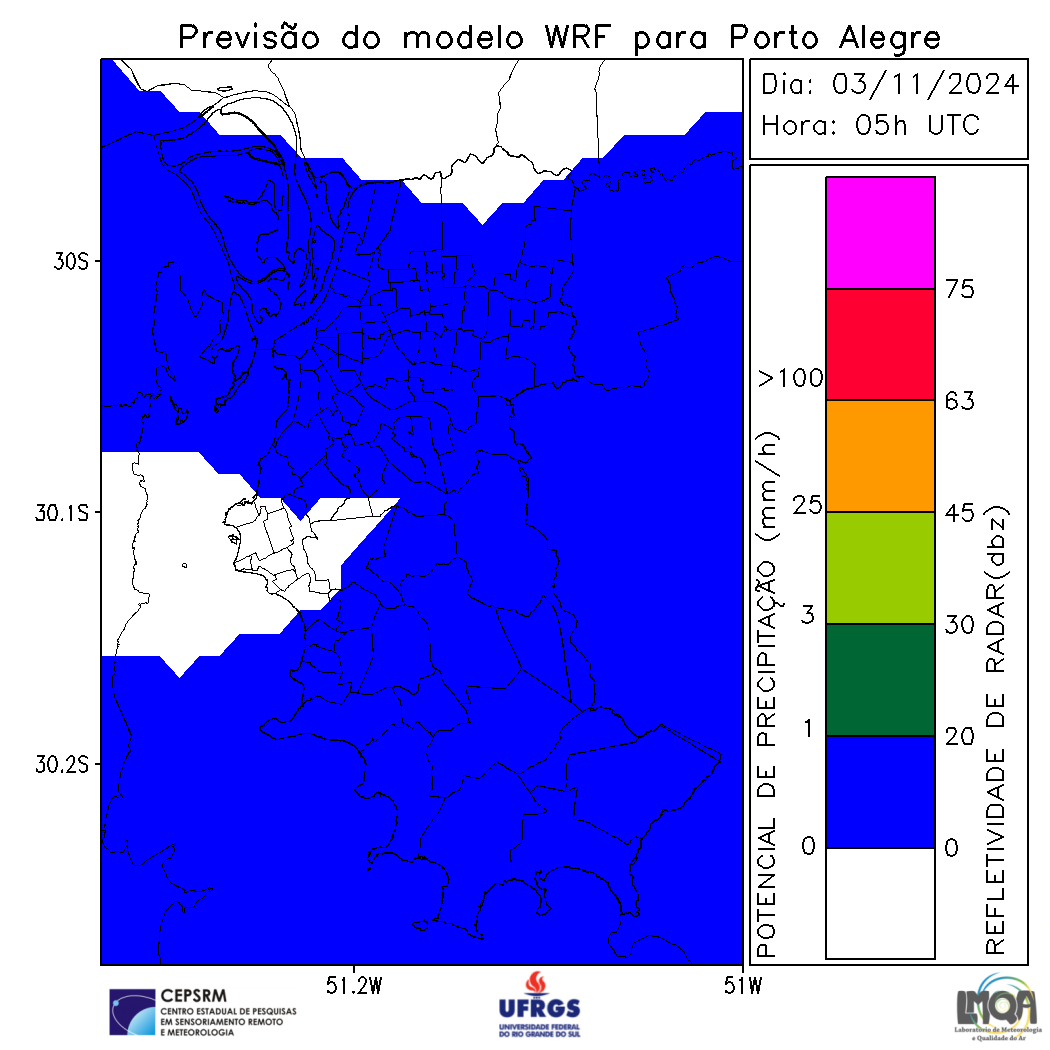 Previsão do modelo WRF para Porto Alegre
Dia: 03/11/2024
Hora: 05h UTC
30S
30.1S
30.2S
51.2W
51W
POTENCIAL DE PRECIPITAÇÃO (mm/h)
>100
25
3
1
0
75
63
45
30
20
0
REFLETIVIDADE DE RADAR(dbz)
CEPSRM
CENTRO ESTADUAL DE PESQUISAS
EM SENSORIAMENTO REMOTO
E METEOROLOGIA
UFRGS
UNIVERSIDADE FEDERAL
DO RIO GRANDE DO SUL
LMQA
Laboratório de Meteorologia
e Qualidade do Ar